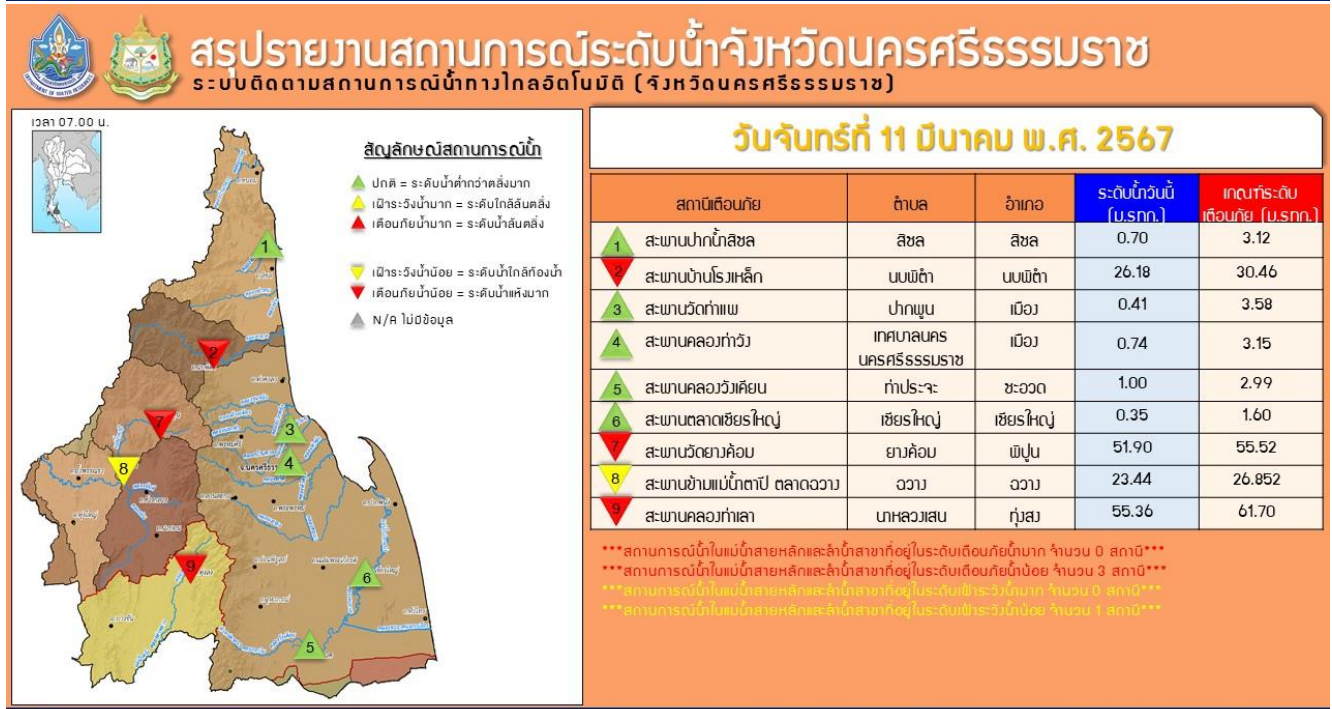 สรุปรายงานสถานการณ์ระดับน้ำจังหวัดนครศรีธรรมราช
ระบบติดตามสถานการณ์น้ำทางไกลอัตโนมัติ (จังหวัดนครศรีธรรมราช)
เวลา 07.00 น.
สัญลักษณ์สถานการณ์น้ำ
ปกติ = ระดับน้ำต่ำกว่าตลิ่งมาก
เฝ้าระวังน้ำมาก = ระดับใกล้ล้นตลิ่ง
เตือนภัยน้ำมาก = ระดับน้ำล้นตลิ่ง
เฝ้าระวังน้ำน้อย = ระดับน้ำใกล้ท้องน้ำ
เตือนภัยน้ำน้อย = ระดับน้ำแห้งมาก
N/A ไม่มีข้อมูล
1
2
3
7
4
8
9
6
5
วันจันทร์ที่ 11 มีนาคม พ.ศ. 2567
สถานีเตือนภัย ตำบล อำเภอ ระดับน้ำวันนี้ (ม.รทก.) เกณฑ์ระดับเตือนภัย (ม.รทก.)
1 สะพานปากน้ำสิชล สิชล สิชล 0.70 3.12
2 สะพานบ้านโรงเหล็ก นบพิตำ นบพิตำ 26.18 30.46
3 สะพานวัดท่าแพ ปากพูน เมือง 0.41 3.58
4 สะพานคลองท่าวัง เทศบาลนครนครศรีธรรมราช เมือง 0.74 3.15
5 สะพานคลองวังเคียน ท่าประจะ ชะอวด 1.00 2.99
6 สะพานตลาดเชียรใหญ่ เชียรใหญ่ เชียรใหญ่ 0.35 1.60
7 สะพานวัดยางค้อม ยางค้อม พิปูน 51.90 55.52
8 สะพานข้ามแม่น้ำตาปี ตลาดฉวาง ฉวาง ฉวาง 23.44 26.852
9 สะพานคลองท่าเลา นาหลวงเสน ทุ่งสง 55.36 61.70
***สถานการณ์น้ำในแม่น้ำสายหลักและลำน้ำสาขาที่อยู่ในระดับเตือนภัยน้ำมาก จำนวน 0 สถานี***
***สถานการณ์น้ำในแม่น้ำสายหลักและลำน้ำสาขาที่อยู่ในระดับเตือนภัยน้ำน้อย จำนวน 3 สถานี***
***สถานการณ์น้ำในแม่น้ำสายหลักและลำน้ำสาขาที่อยู่ในระดับเฝ้าระวังน้ำมาก จำนวน 0 สถานี***
***สถานการณ์น้ำในแม่น้ำสายหลักและลำน้ำสาขาที่อยู่ในระดับเฝ้าระวังน้ำน้อย จำนวน 1 สถานี***